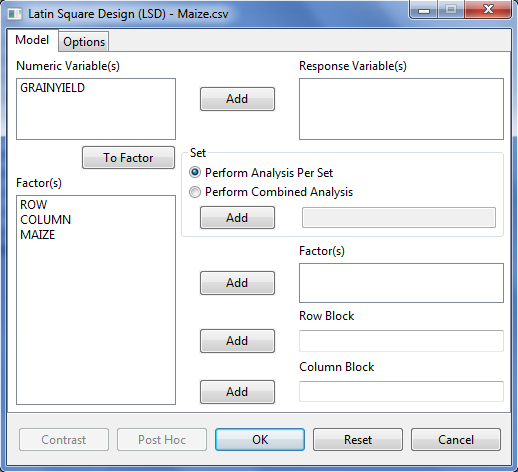 Latin Square Design (LSD) - Maize.csv
Model
Options
Numeric Variable(s)
Response Variable(s)
GRAINYIELD
Add
To Factor
Set
Perform Analysis Per Set
Perform Combined Analysis
Add
Factor(s)
ROW
COLUMN
MAIZE
Factor(s)
Add
Row Block
Add
Column Block
Add
Contrast
Post Hoc
OK
Reset
Cancel